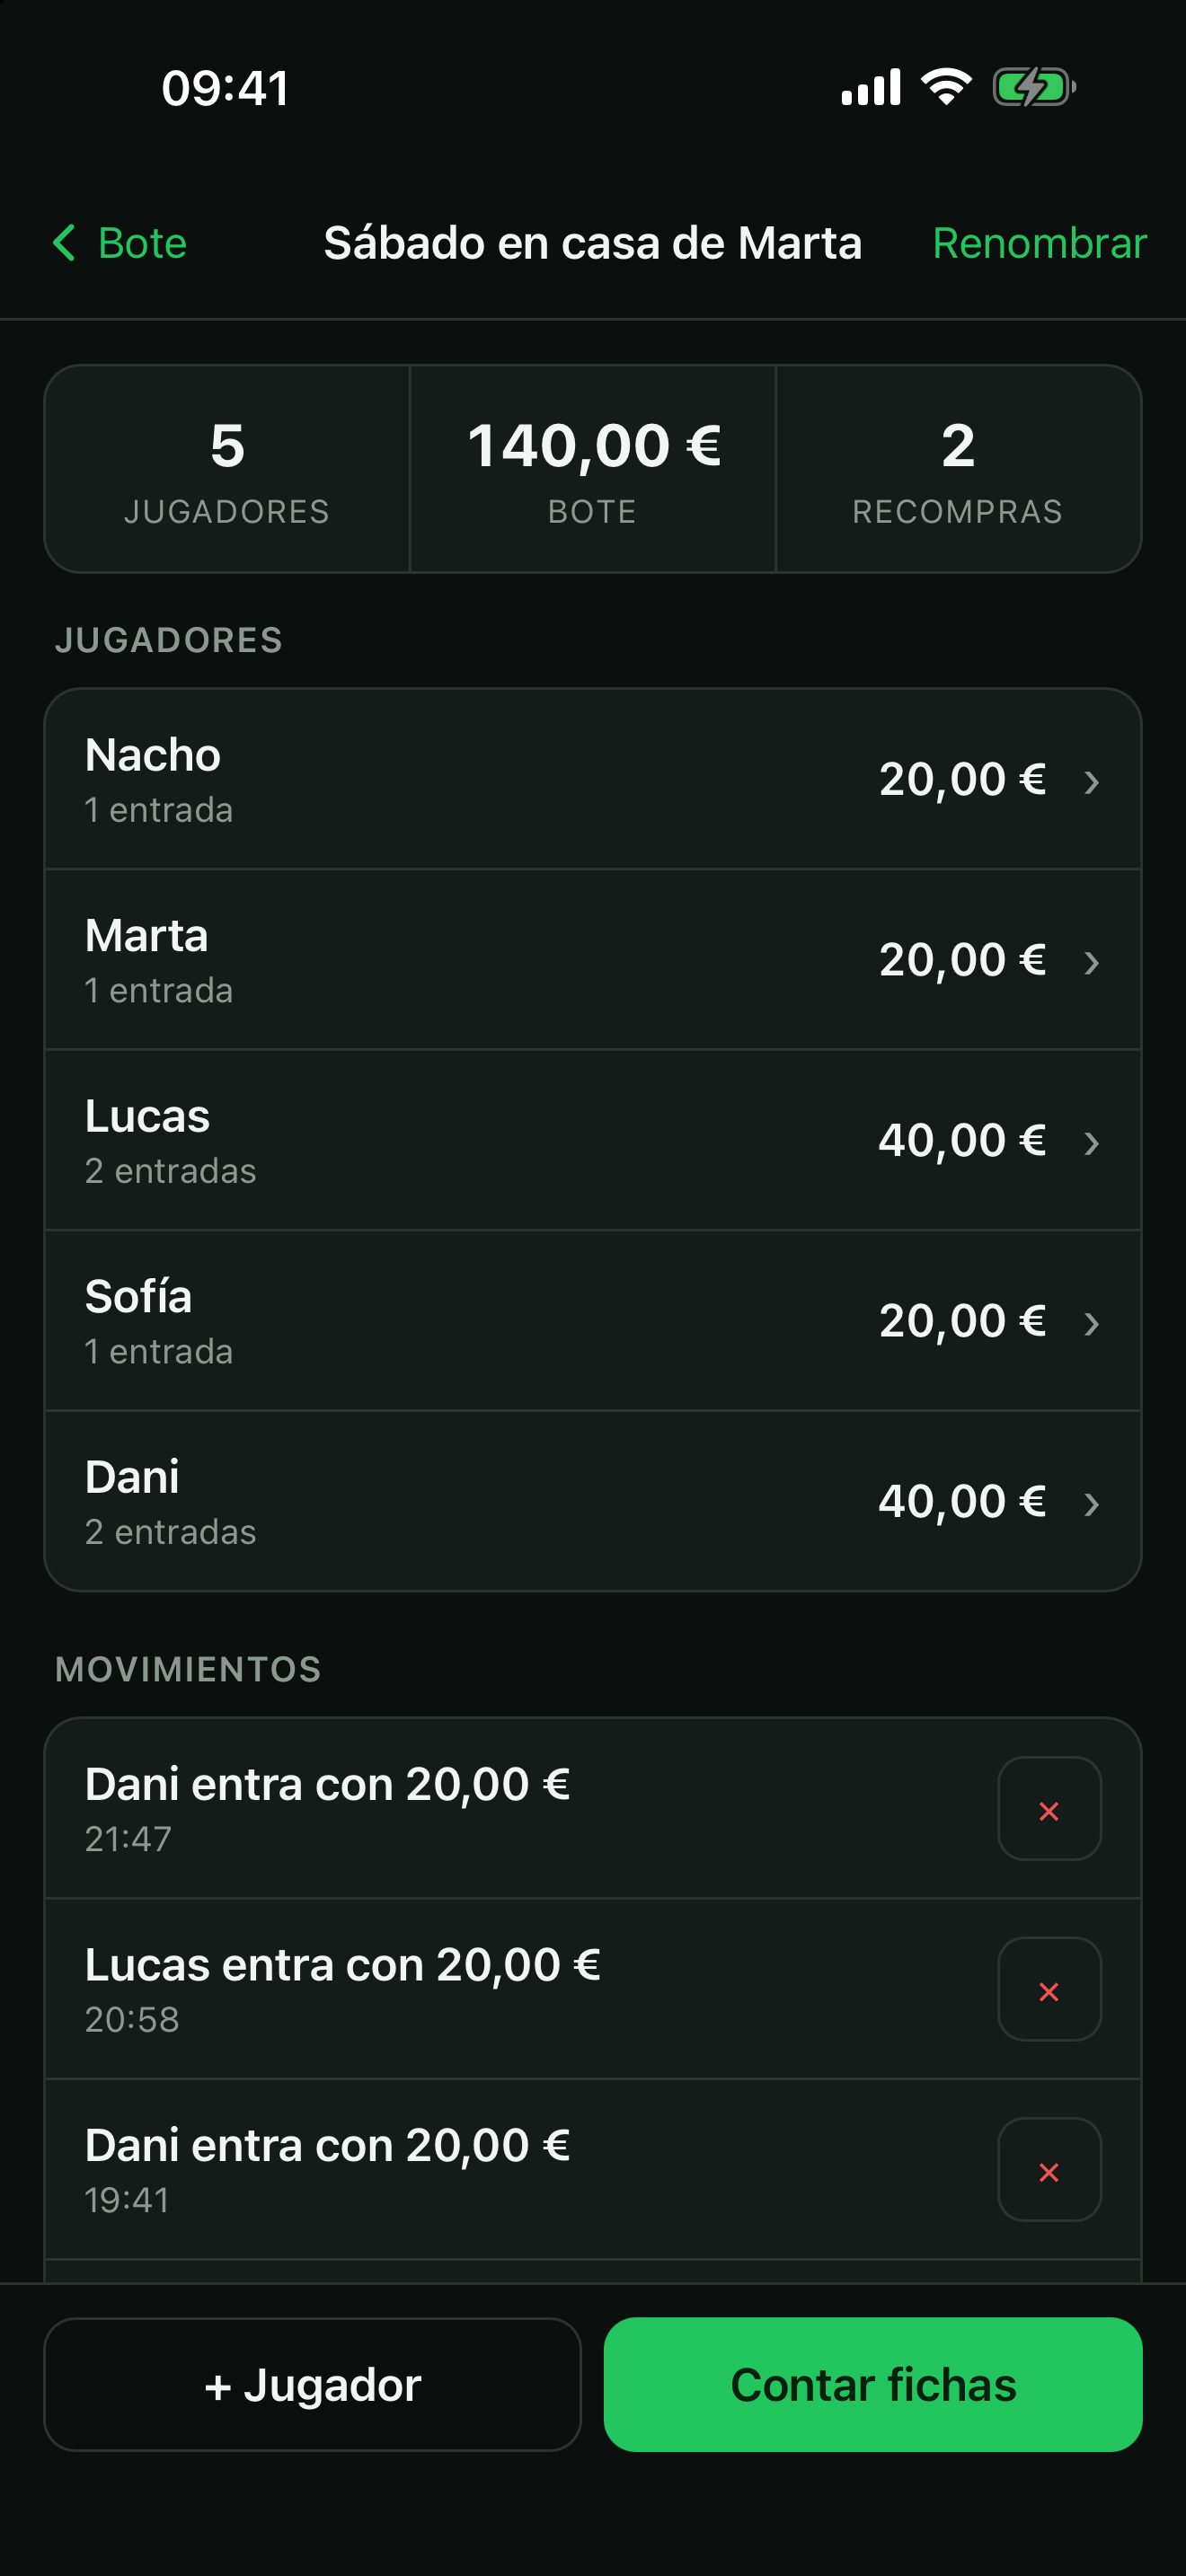 09:41
Bote
Sábado en casa de Marta
Renombrar
5
JUGADORES
140,00 €
BOTE
2
RECOMPRAS
JUGADORES
Nacho
1 entrada
20,00 €
Marta
1 entrada
20,00 €
Lucas
2 entradas
40,00 €
Sofía
1 entrada
20,00 €
Dani
2 entradas
40,00 €
MOVIMIENTOS
Dani entra con 20,00 €
21:47
Lucas entra con 20,00 €
20:58
Dani entra con 20,00 €
19:41
+ Jugador
Contar fichas